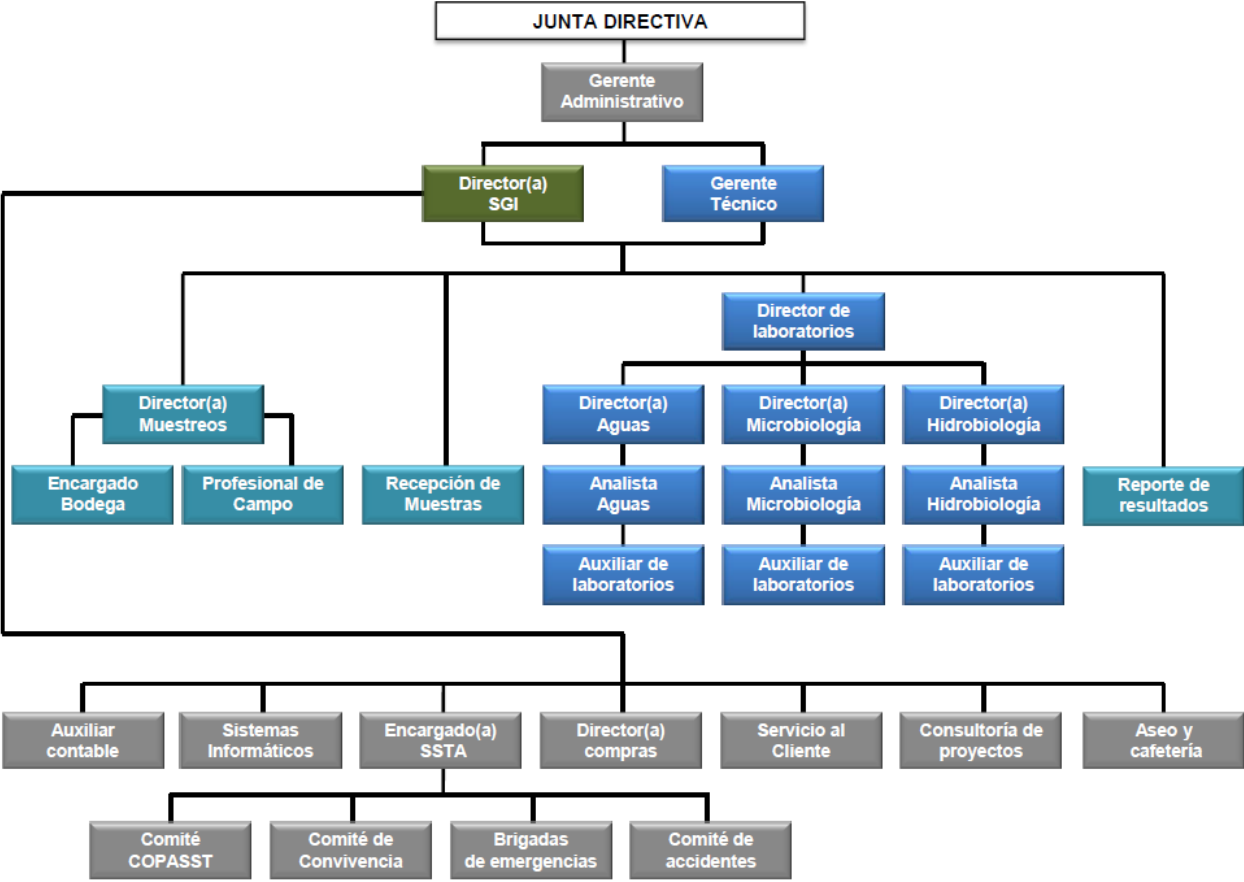 JUNTA DIRECTIVA
Gerente
Administrativo
Director(a)
SGI
Gerente
Técnico
Director de
laboratorios
Director(a)
Muestreos
Director(a)
Aguas
Director(a)
Microbiología
Director(a)
Hidrobiología
Encargado
Bodega
Profesional de
Campo
Recepción de
Muestras
Analista
Aguas
Analista
Microbiología
Analista
Hidrobiología
Reporte de
resultados
Auxiliar de
laboratorios
Auxiliar de
laboratorios
Auxiliar de
laboratorios
Auxiliar
contable
Sistemas
Informáticos
Encargado(a)
SSTA
Director(a)
compras
Servicio al
Cliente
Consultoría de
proyectos
Aseo y
cafetería
Comité
COPASST
Comité de
Convivencia
Brigadas
de emergencias
Comité de
accidentes